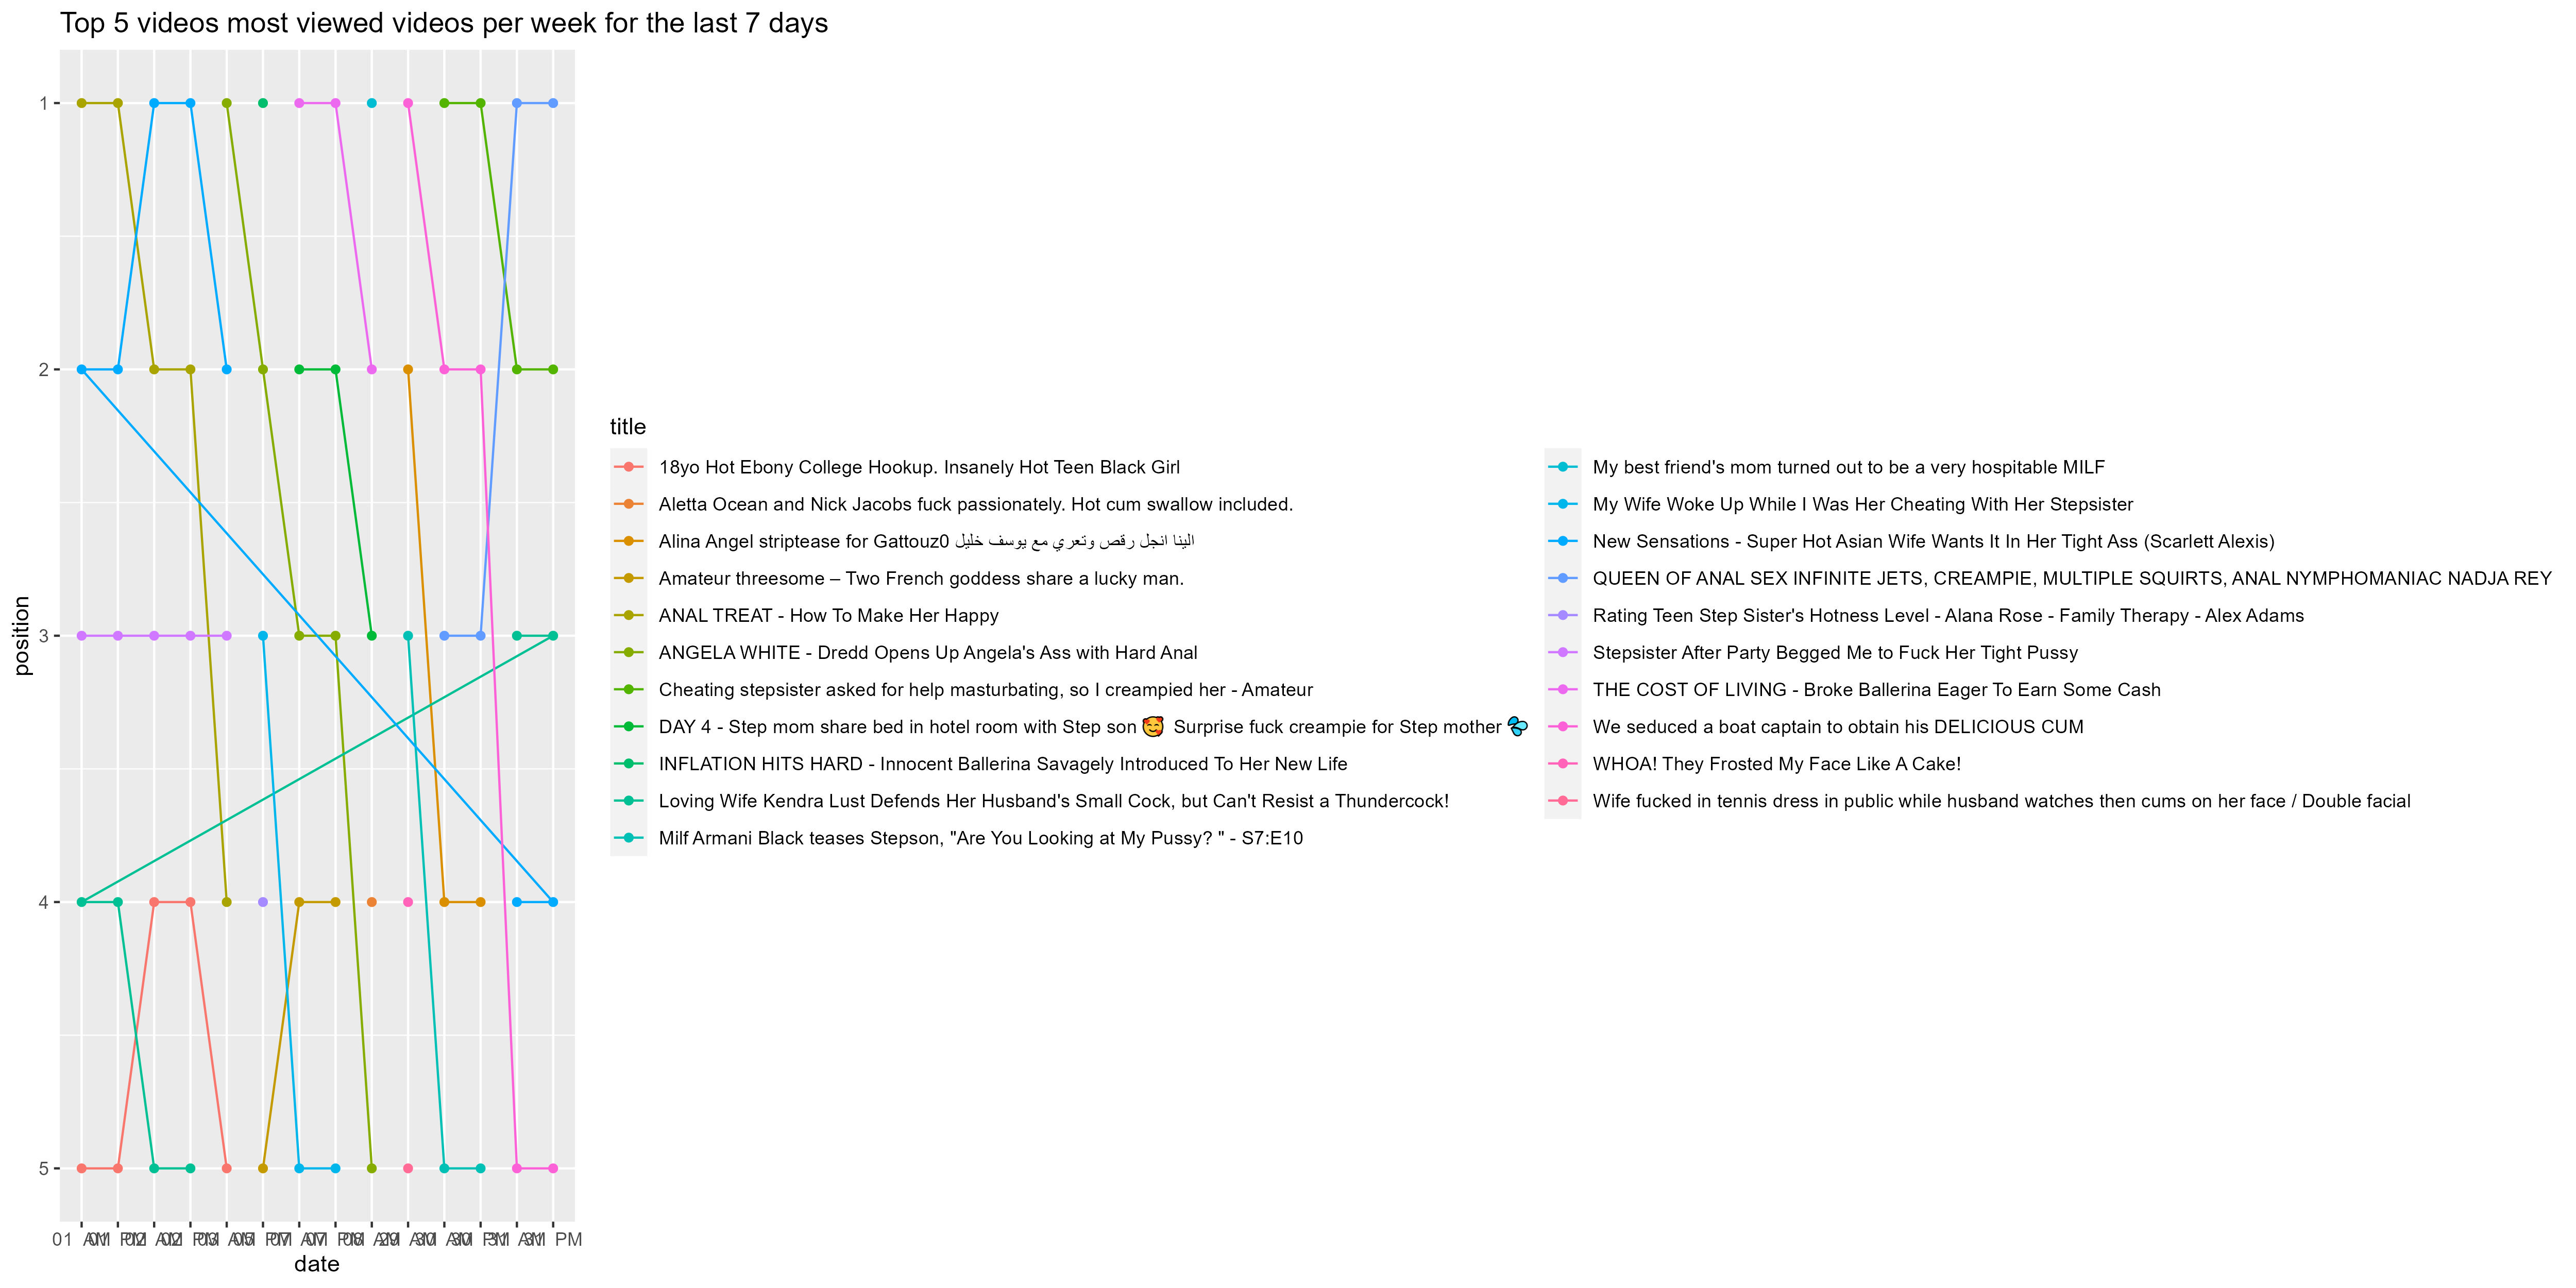 Top 5 videos most viewed videos per week for the last 7 days
position
1
2
3
4
5
date
title
18yo Hot Ebony College Hookup. Insanely Hot Teen Black Girl
Aletta Ocean and Nick Jacobs fuck passionately. Hot cum swallow included.
Alina Angel striptease for Gattouz0 الينا انجل رقص وتعري مع يوسف خليل
Amateur threesome – Two French goddess share a lucky man.
ANAL TREAT - How To Make Her Happy
ANGELA WHITE - Dredd Opens Up Angela's Ass with Hard Anal
Cheating stepsister asked for help masturbating, so I creampied her - Amateur
DAY 4 - Step mom share bed in hotel room with Step son 🥰 Surprise fuck creampie for Step mother 💦
INFLATION HITS HARD - Innocent Ballerina Savagely Introduced To Her New Life
Loving Wife Kendra Lust Defends Her Husband's Small Cock, but Can't Resist a Thundercock!
Milf Armani Black teases Stepson, "Are You Looking at My Pussy? " - S7:E10
My best friend's mom turned out to be a very hospitable MILF
My Wife Woke Up While I Was Her Cheating With Her Stepsister
New Sensations - Super Hot Asian Wife Wants It In Her Tight Ass (Scarlett Alexis)
QUEEN OF ANAL SEX INFINITE JETS, CREAMPIE, MULTIPLE SQUIRTS, ANAL NYMPHOMANIAC NADJA REY
Rating Teen Step Sister's Hotness Level - Alana Rose - Family Therapy - Alex Adams
Stepsister After Party Begged Me to Fuck Her Tight Pussy
THE COST OF LIVING - Broke Ballerina Eager To Earn Some Cash
We seduced a boat captain to obtain his DELICIOUS CUM
WHOA! They Frosted My Face Like A Cake!
Wife fucked in tennis dress in public while husband watches then cums on her face / Double facial